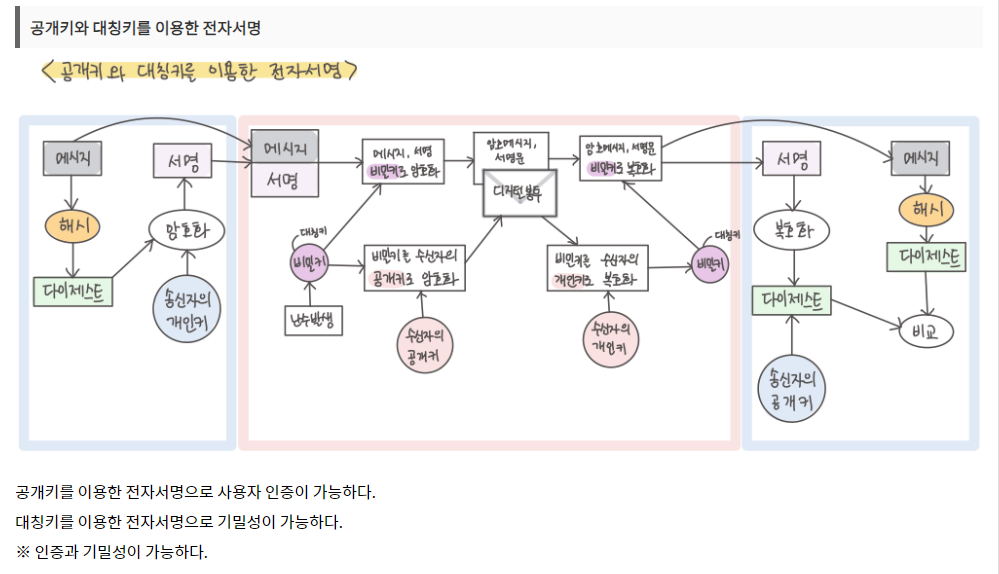 공개키와 대칭키를 이용한 전자서명
<공개키와 대칭키를 이용한 전자서명>
메시지
해시
다이제스트
서명
암호화
송신자의
개인키
메시지
서명
메시지, 서명
비밀키로 암호화
대칭키
비밀키
난수발생
비밀키를 수신자의
공개키로 암호화
수신자의
공개키
암호메시지,
서명문
디지털봉투
암호메시지, 서명문
비밀키로 복호화
비밀키를 수신자의
개인키로 복호화
수신자의
개인키
대칭키
비밀키
서명
복호화
다이제스트
송신자의
공개키
메시지
해시
다이제스트
비교
공개키를 이용한 전자서명으로 사용자 인증이 가능하다.
대칭키를 이용한 전자서명으로 기밀성이 가능하다.
※ 인증과 기밀성이 가능하다.